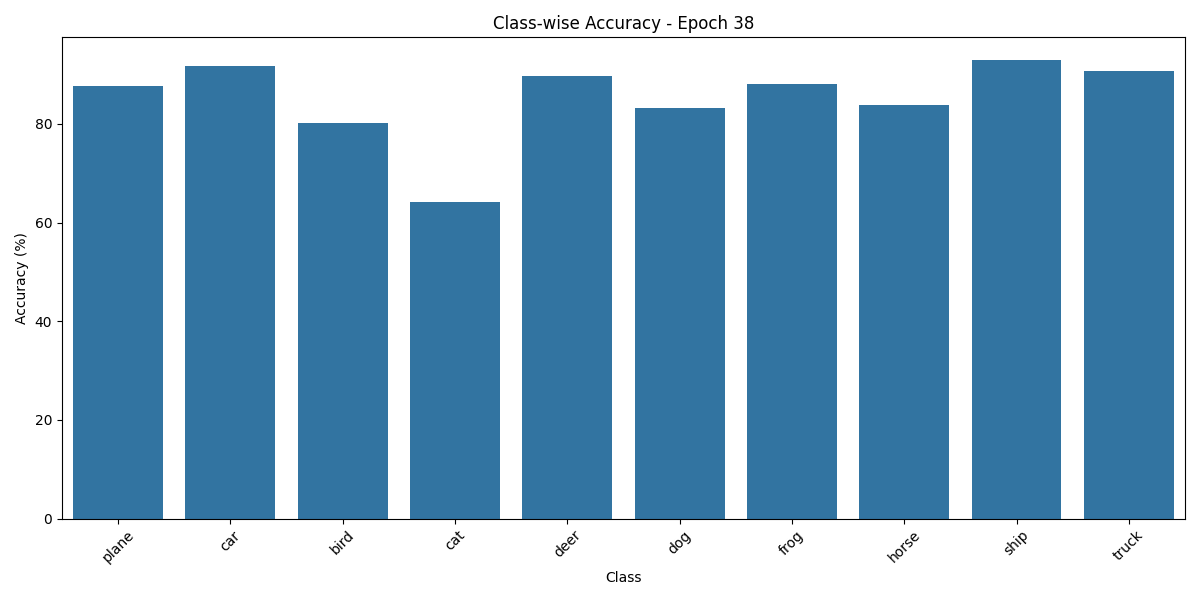 Class-wise Accuracy - Epoch 38
Accuracy (%)
80
60
40
20
0
plane
car
bird
cat
deer
dog
frog
horse
ship
truck
Class